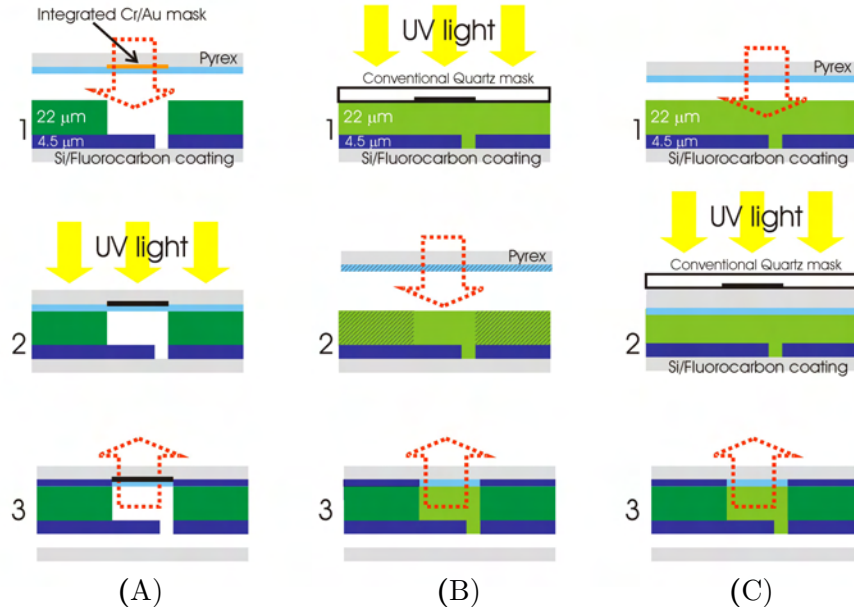 Integrated Cr/Au mask
Pyrex
1
22 µm
4.5 µm
Si/Fluorocarbon coating
UV light
2
3
(A)
UV light
Conventional Quartz mask
1
22 µm
4.5 µm
Si/Fluorocarbon coating
Pyrex
2
3
(B)
Pyrex
1
22 µm
4.5 µm
Si/Fluorocarbon coating
UV light
Conventional Quartz mask
2
Si/Fluorocarbon coating
3
(C)